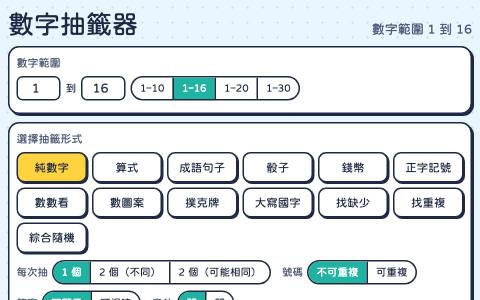 數字抽籤器
數字範圍 1 到 16
數字範圍
1 到 16 1–10 1–16 1–20 1–30
選擇抽籤形式
純數字 算式 成語句子 骰子 錢幣 正字記號
數數看 數圖案 撲克牌 大寫國字 找缺少 找重複
綜合隨機
每次抽 1 個 2 個（不同） 2 個（可能相同） 號碼 不可重複 可重複